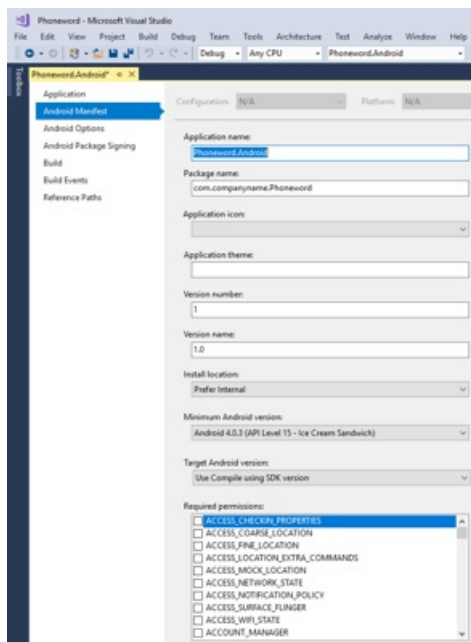 Phoneword - Microsoft Visual Studio
File Edit View Project Build Debug Team Tools Architecture Test Analyze Window Help
Debug Any CPU Phoneword.Android
Toolbox
Phoneword.Android*
Application
Android Manifest
Android Options
Android Package Signing
Build
Build Events
Reference Paths
Configuration: N/A Platform: N/A
Application name:
Phoneword.Android
Package name:
com.companyname.Phoneword
Application icon:
Application theme:
Version number:
1
Version name:
1.0
Install location:
Prefer Internal
Minimum Android version:
Android 4.0.3 (API Level 15 - Ice Cream Sandwich)
Target Android version:
Use Compile using SDK version
Required permissions:
ACCESS_CHECKIN_PROPERTIES
ACCESS_COARSE_LOCATION
ACCESS_FINE_LOCATION
ACCESS_LOCATION_EXTRA_COMMANDS
ACCESS_MOCK_LOCATION
ACCESS_NETWORK_STATE
ACCESS_NOTIFICATION_POLICY
ACCESS_SURFACE_FLINGER
ACCESS_WIFI_STATE
ACCOUNT_MANAGER